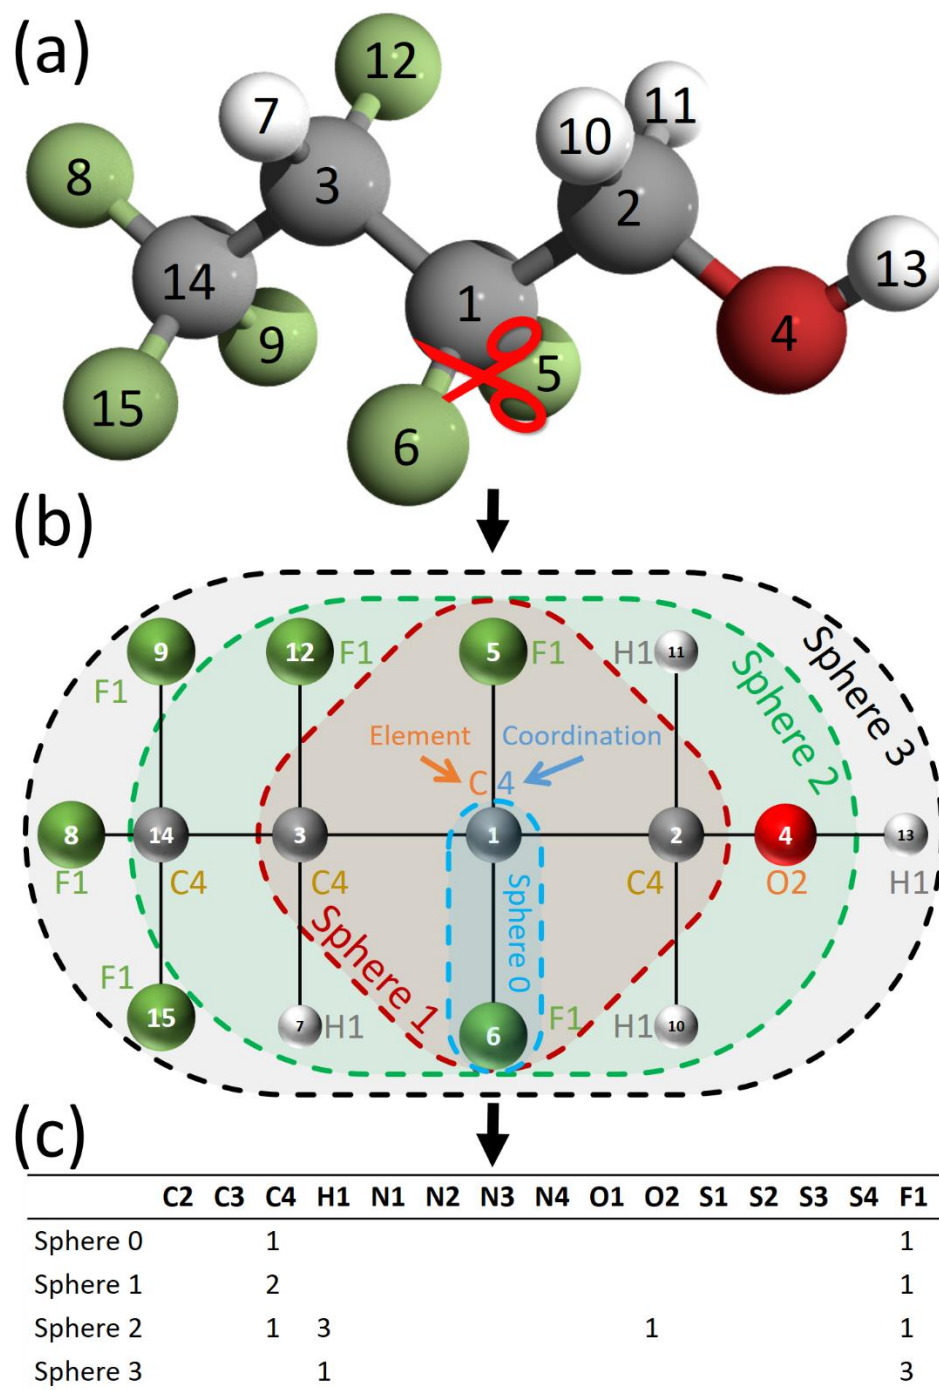 (a)
12
7
11
10
8
3
2
14
13
1
9
4
5
15
6
(b)
9
12
F1
5
F1
H1
11
F1
Sphere 2
Sphere 3
Element
Coordination
C 4
8
14
3
1
2
4
13
F1
C4
C4
C4
O2
H1
Sphere 1
Sphere 0
F1
15
7
H1
6
F1
H1
10
(c)
C2 C3 C4 H1 N1 N2 N3 N4 O1 O2 S1 S2 S3 S4 F1
Sphere 0 1 1
Sphere 1 2 1
Sphere 2 1 3 1 1
Sphere 3 1 3